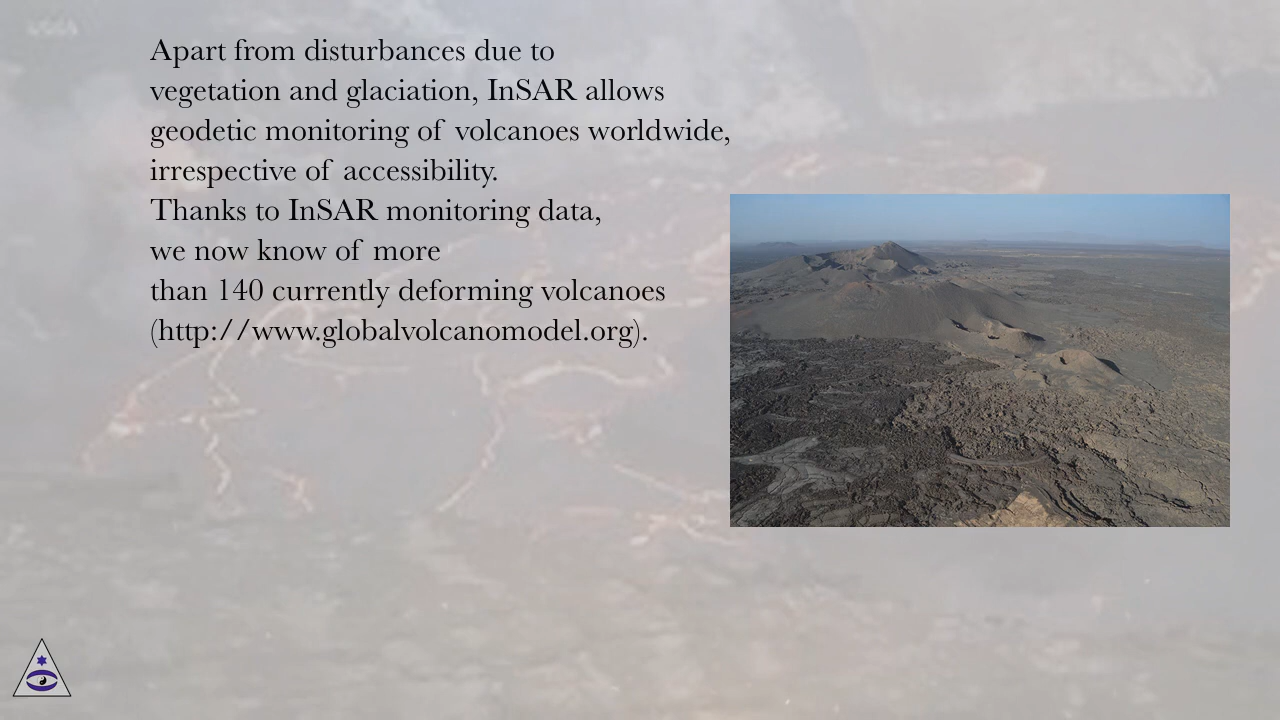 Apart from disturbances due to
vegetation and glaciation, InSAR allows
geodetic monitoring of volcanoes worldwide,
irrespective of accessibility.
Thanks to InSAR monitoring data,
we now know of more
than 140 currently deforming volcanoes
(http://www.globalvolcanomodel.org).